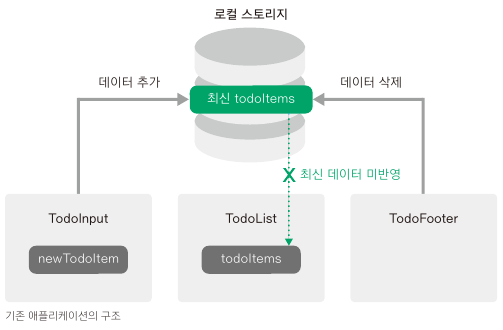 로컬 스토리지
데이터 추가
최신 todoItems
데이터 삭제
X 최신 데이터 미반영
TodoInput
TodoList
TodoFooter
newTodoItem
todoItems
기존 애플리케이션의 구조